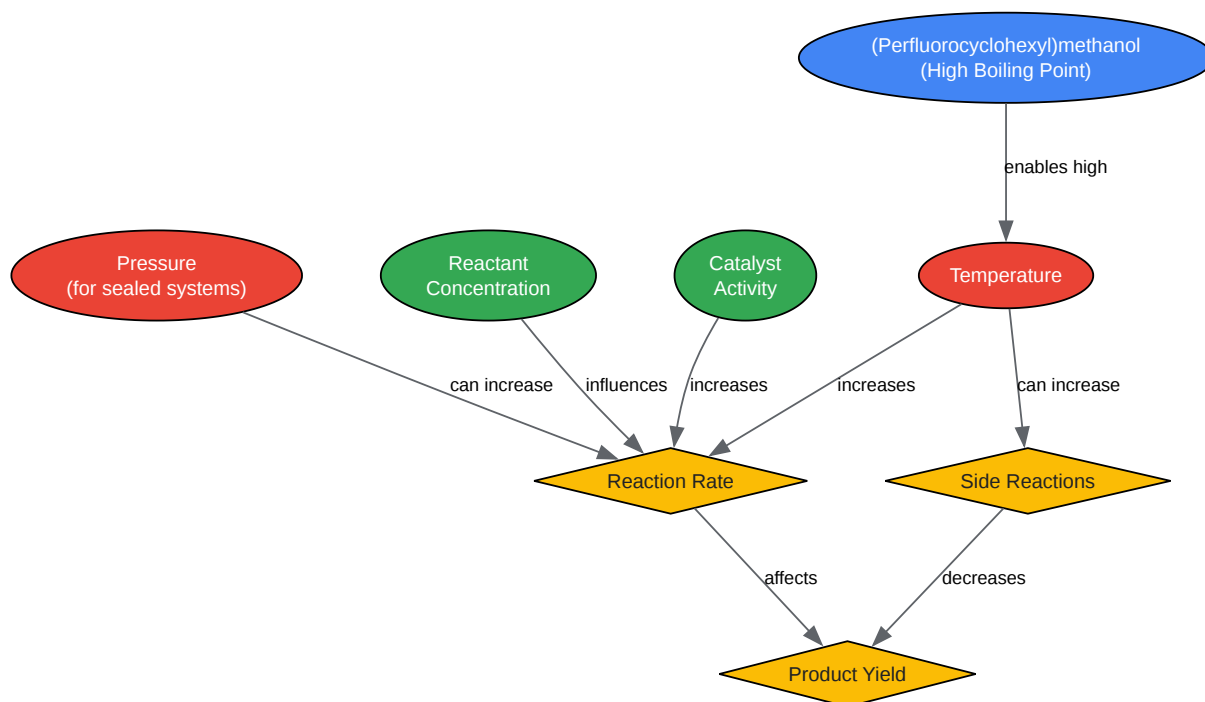 (Perfluorocyclohexyl)methanol
(High Boiling Point)
enables high
Pressure
(for sealed systems)
Reactant
Concentration
Catalyst
Activity
Temperature
can increase
influences
increases
increases
can increase
Reaction Rate
Side Reactions
affects
decreases
Product Yield